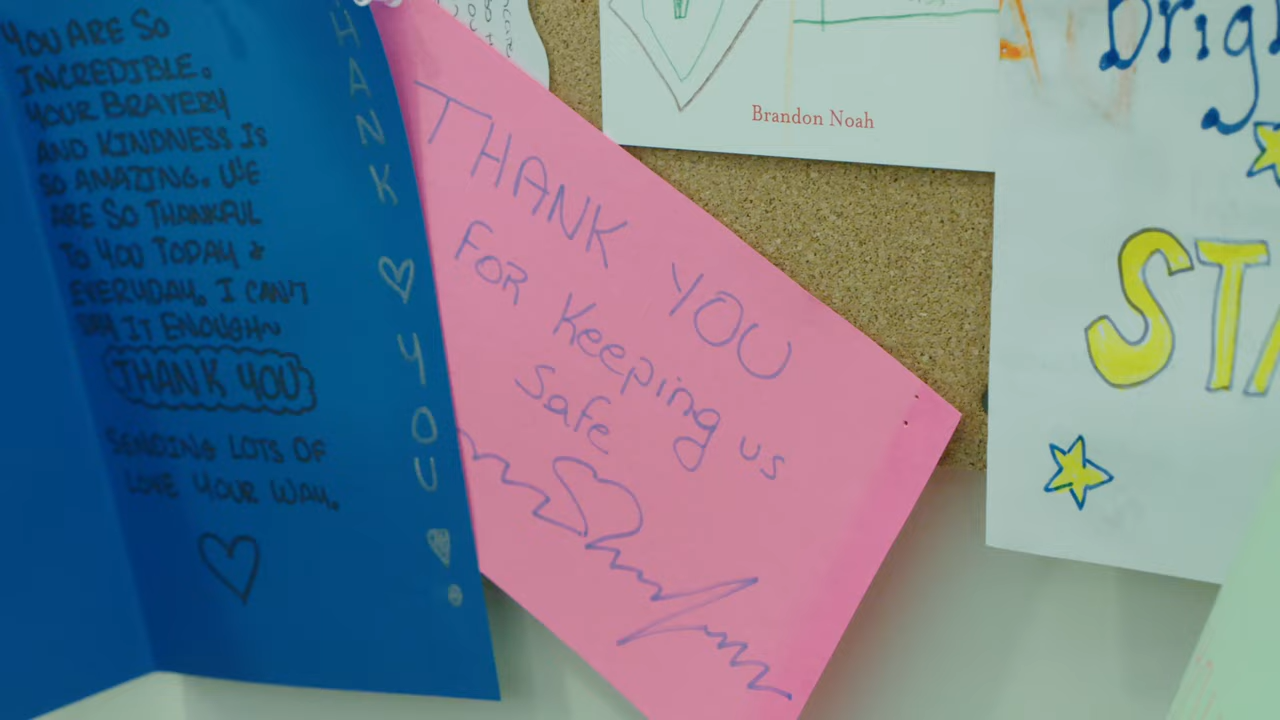 YOU ARE SO
INCREDIBLE.
YOUR BRAVERY
AND KINDNESS IS
SO AMAZING. WE
ARE SO THANKFUL
TO YOU TODAY &
EVERYDAY. I CAN'T
SAY IT ENOUGH~
THANK YOU
SENDING LOTS OF
LOVE YOUR WAY.
HANK ♡ YOU
THANK YOU
FOR Keeping us
Safe
Brandon Noah
brig
STA